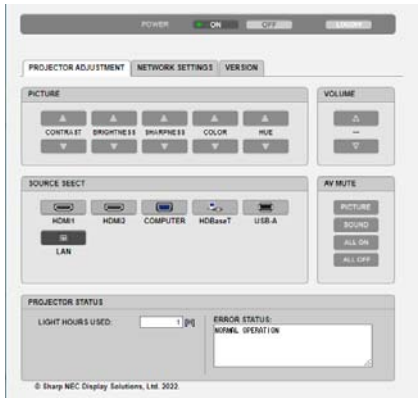 POWER ON OFF LOGOFF
PROJECTOR ADJUSTMENT NETWORK SETTINGS VERSION
PICTURE
CONTRAST BRIGHTNESS SHARPNESS COLOR HUE
VOLUME
SOURCE SEECT
HDMI1 HDMI2 COMPUTER HDBaseT USB-A
LAN
AV MUTE
PICTURE
SOUND
ALL ON
ALL OFF
PROJECTOR STATUS
LIGHT HOURS USED: 1 [H]
ERROR STATUS:
NORMAL OPERATION
© Sharp NEC Display Solutions, Ltd. 2022.